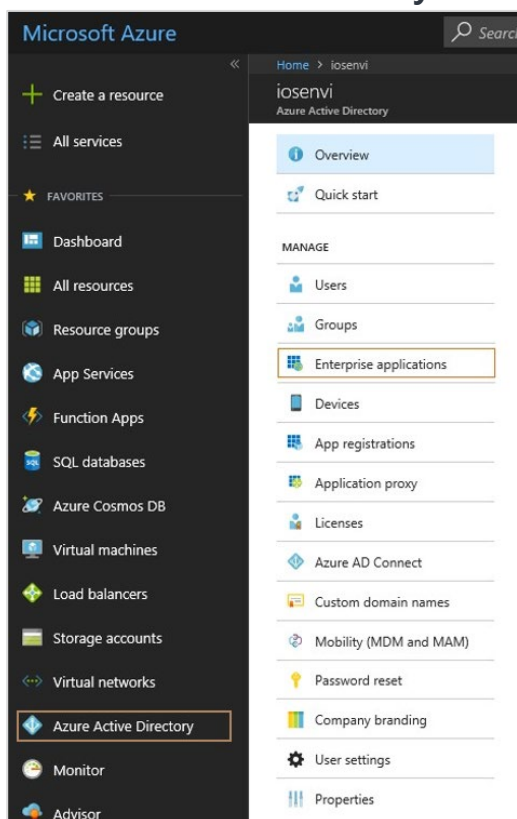 Microsoft Azure
Search
«
Create a resource
All services
FAVORITES
Dashboard
All resources
Resource groups
App Services
Function Apps
SQL databases
Azure Cosmos DB
Virtual machines
Load balancers
Storage accounts
Virtual networks
Azure Active Directory
Monitor
Advisor
Home > iosenvi
iosenvi
Azure Active Directory
Overview
Quick start
MANAGE
Users
Groups
Enterprise applications
Devices
App registrations
Application proxy
Licenses
Azure AD Connect
Custom domain names
Mobility (MDM and MAM)
Password reset
Company branding
User settings
Properties